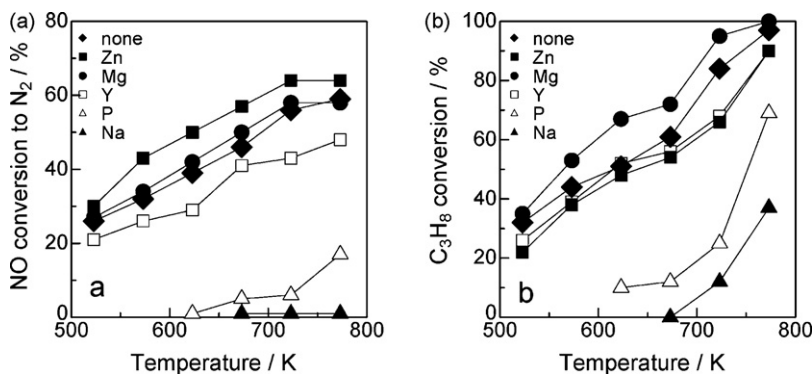 (a)
80
60
40
20
0
NO conversion to N₂ / %
none
Zn
Mg
Y
P
Na
a
500
600
700
800
Temperature / K
(b)
100
80
60
40
20
0
C₃H₈ conversion / %
none
Zn
Mg
Y
P
Na
b
500
600
700
800
Temperature / K